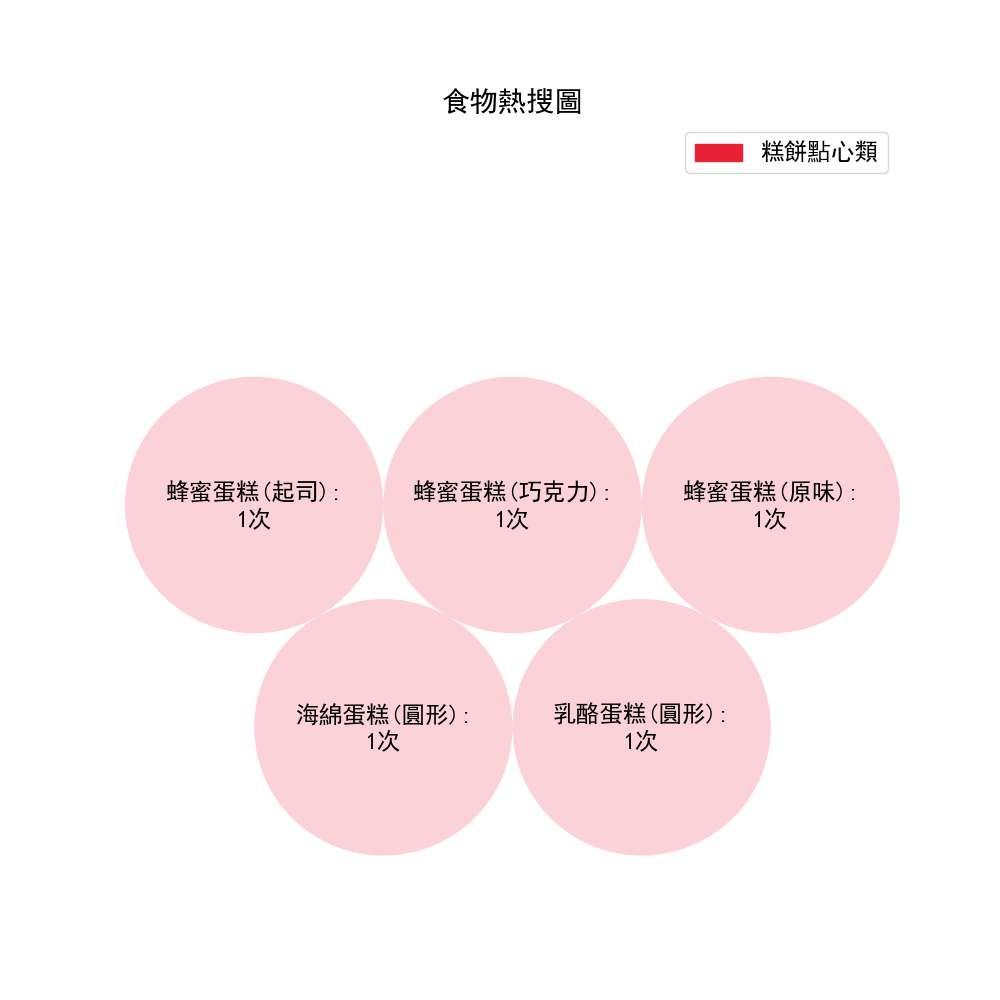 食物熱搜圖
糕餅點心類
蜂蜜蛋糕(起司):
1次
蜂蜜蛋糕(巧克力):
1次
蜂蜜蛋糕(原味):
1次
海綿蛋糕(圓形):
1次
乳酪蛋糕(圓形):
1次